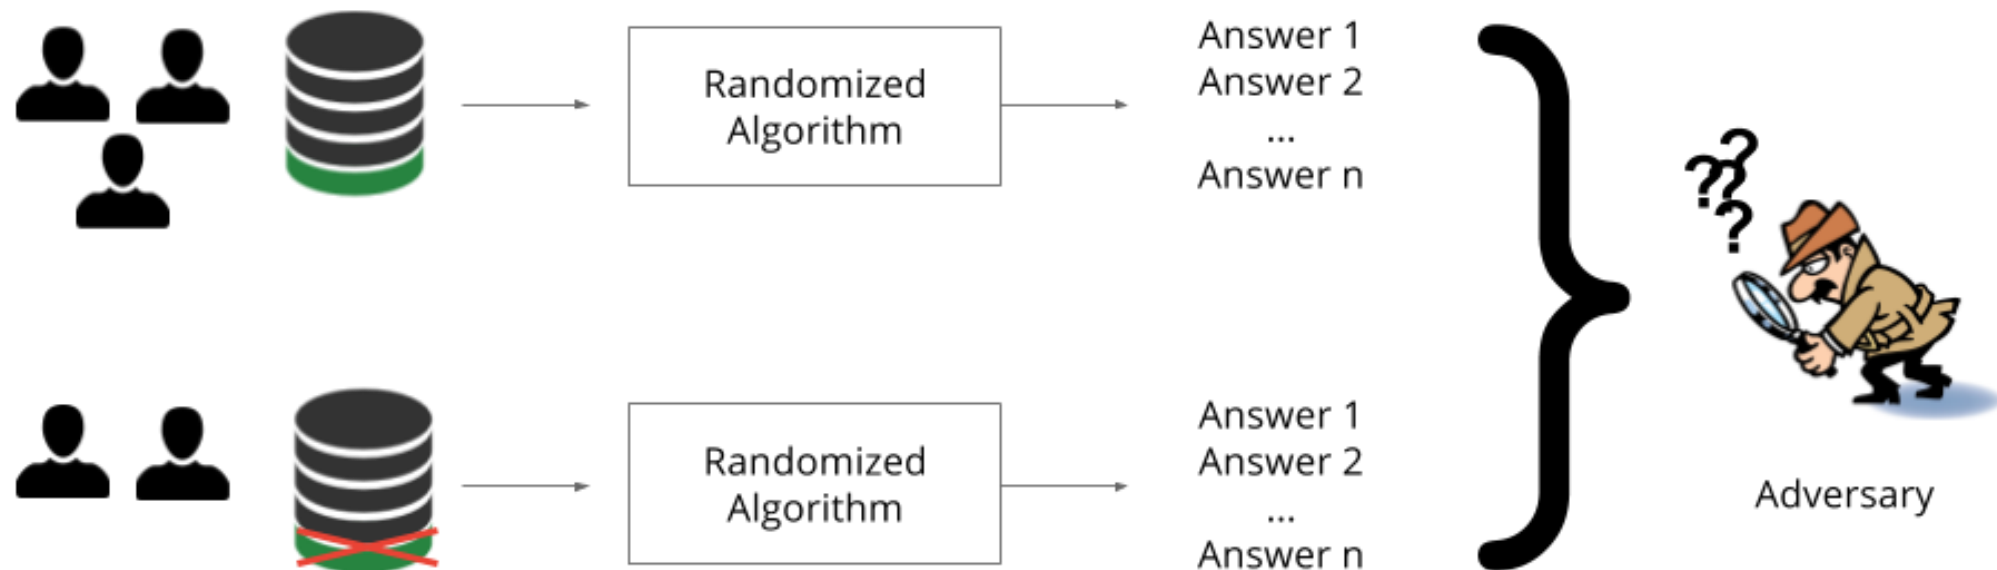 Randomized
Algorithm
Answer 1
Answer 2
...
Answer n
????
Randomized
Algorithm
Answer 1
Answer 2
...
Answer n
Adversary